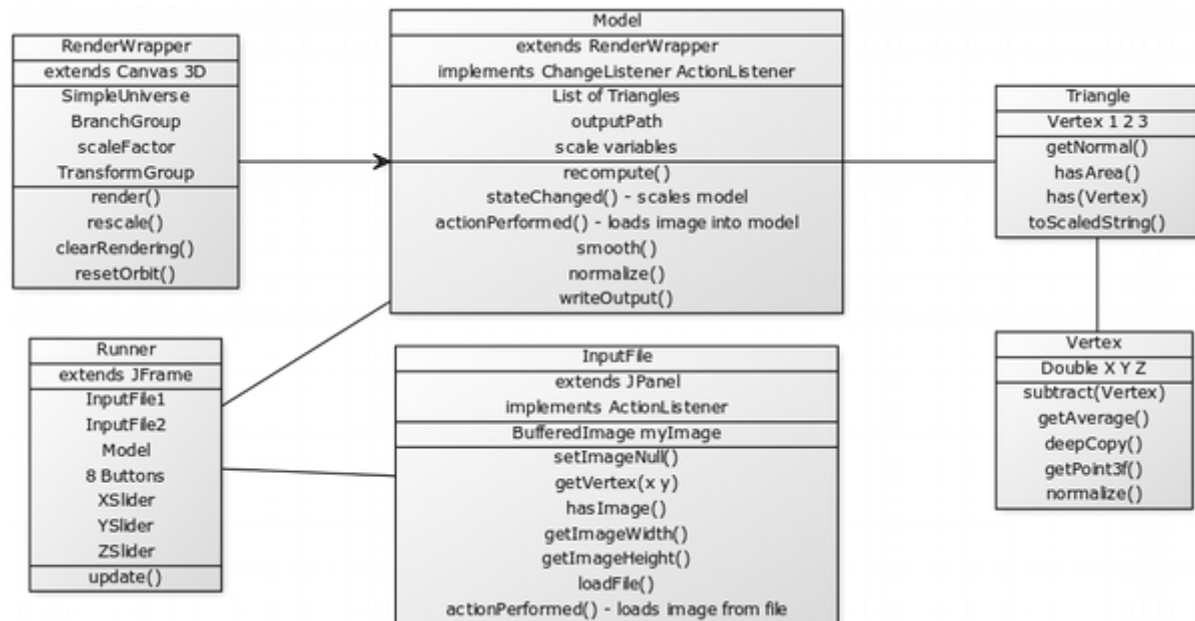 RenderWrapper
extends Canvas 3D
SimpleUniverse
BranchGroup
scaleFactor
TransformGroup
render()
rescale()
clearRendering()
resetOrbit()
Model
extends RenderWrapper
implements ChangeListener ActionListener
List of Triangles
outputPath
scale variables
recompute()
stateChanged() - scales model
actionPerformed() - loads image into model
smooth()
normalize()
writeOutput()
Triangle
Vertex 1 2 3
getNormal()
hasArea()
has(Vertex)
toScaledString()
Runner
extends JFrame
InputFile1
InputFile2
Model
8 Buttons
XSlider
YSlider
ZSlider
update()
InputFile
extends JPanel
implements ActionListener
BufferedImage myImage
setImageNull()
getVertex(x y)
hasImage()
getImageWidth()
getImageHeight()
loadFile()
actionPerformed() - loads image from file
Vertex
Double X Y Z
subtract(Vertex)
getAverage()
deepCopy()
getPoint3f()
normalize()